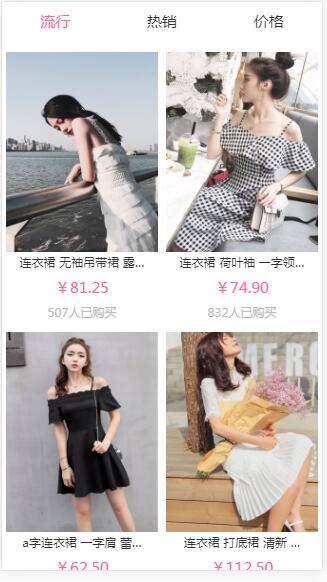 流行 热销 价格
连衣裙 无袖吊带裙 露...
连衣裙 荷叶袖 一字领...
￥81.25
￥74.90
507人已购买
832人已购买
MERC
a字连衣裙 一字肩 蕾...
连衣裙 打底裙 清新 ...
￥62.50
￥112.50